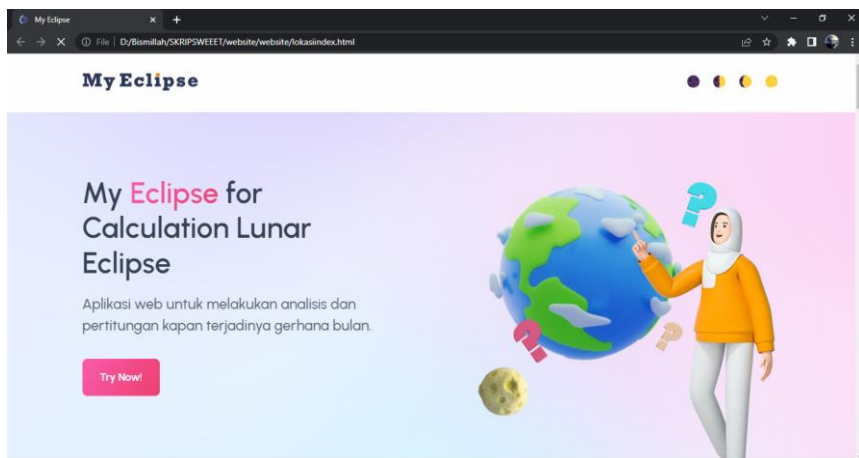 My Eclipse
File | D:/Bismillah/SKRIPSWEEET/website/website/lokasiindex.html
My Eclipse
My Eclipse for
Calculation Lunar
Eclipse
Aplikasi web untuk melakukan analisis dan
pertitungan kapan terjadinya gerhana bulan.
Try Now!